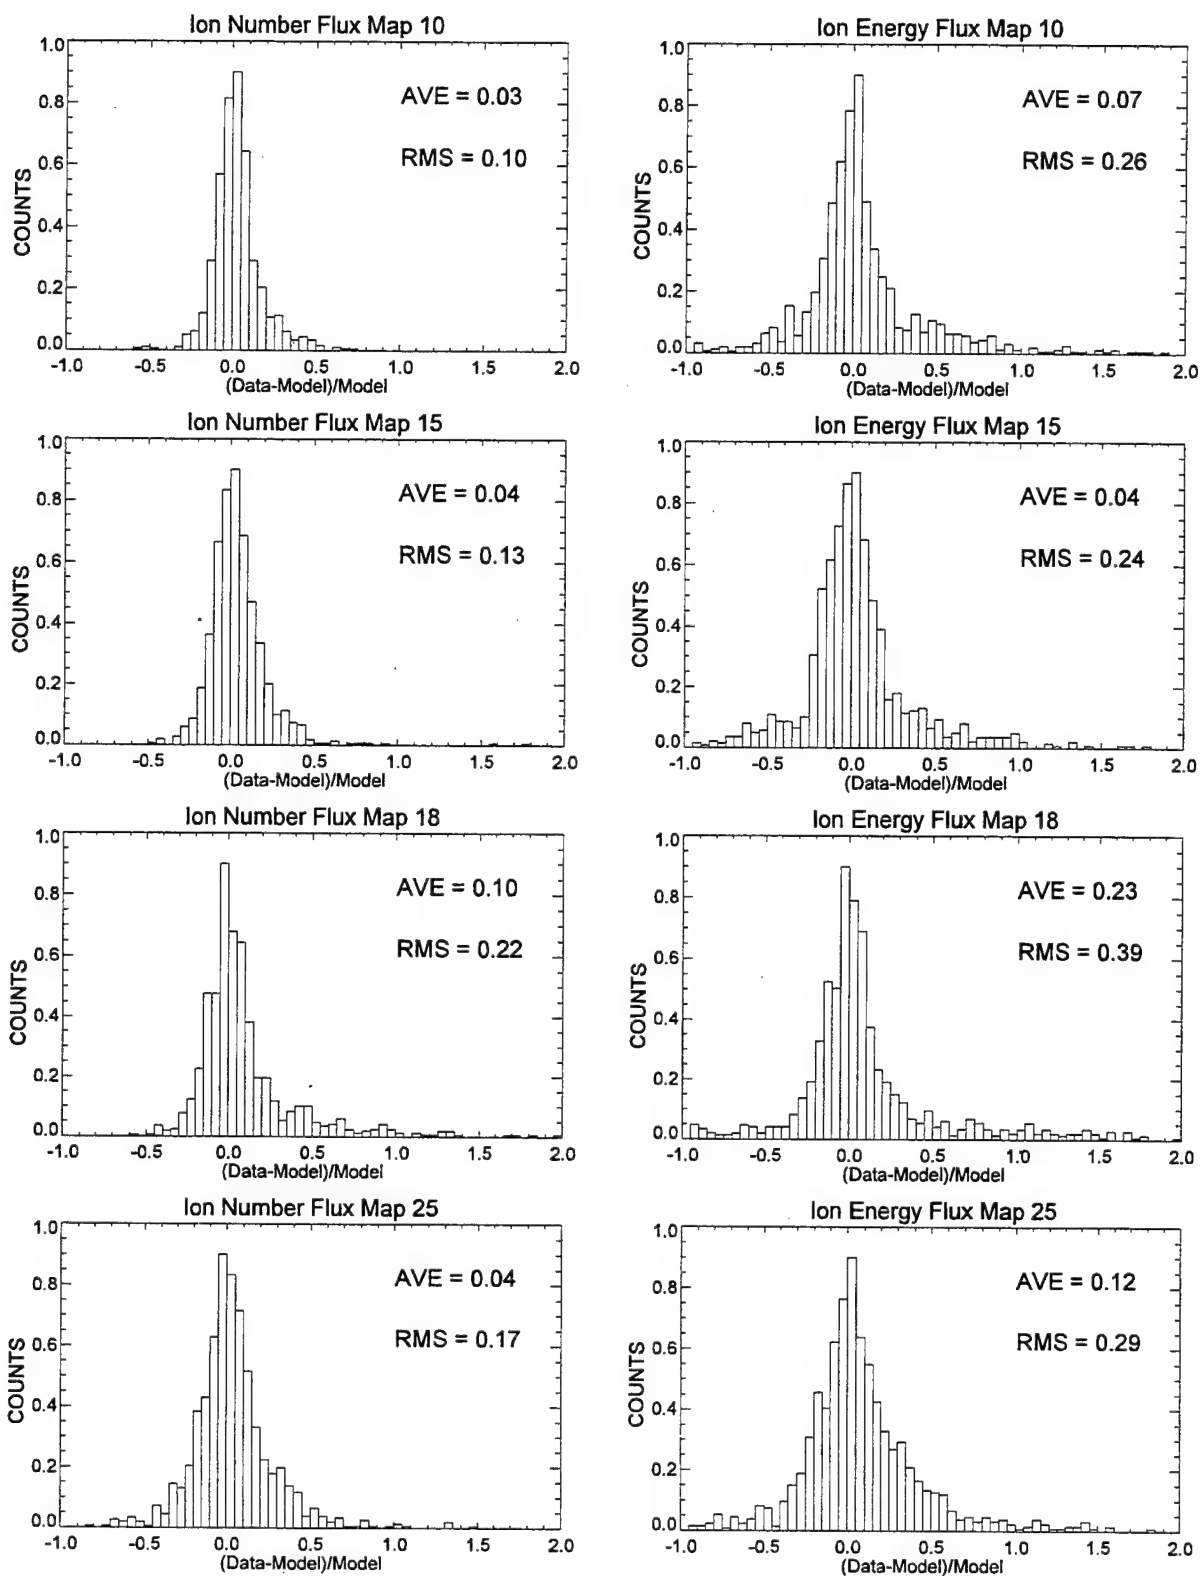 Ion Number Flux Map 10
AVE = 0.03
RMS = 0.10
COUNTS
1.0
0.8
0.6
0.4
0.2
0.0
-1.0 -0.5 0.0 0.5 1.0 1.5 2.0
(Data-Model)/Model
Ion Energy Flux Map 10
AVE = 0.07
RMS = 0.26
COUNTS
1.0
0.8
0.6
0.4
0.2
0.0
-1.0 -0.5 0.0 0.5 1.0 1.5 2.0
(Data-Model)/Model
Ion Number Flux Map 15
AVE = 0.04
RMS = 0.13
COUNTS
1.0
0.8
0.6
0.4
0.2
0.0
-1.0 -0.5 0.0 0.5 1.0 1.5 2.0
(Data-Model)/Model
Ion Energy Flux Map 15
AVE = 0.04
RMS = 0.24
COUNTS
1.0
0.8
0.6
0.4
0.2
0.0
-1.0 -0.5 0.0 0.5 1.0 1.5 2.0
(Data-Model)/Model
Ion Number Flux Map 18
AVE = 0.10
RMS = 0.22
COUNTS
1.0
0.8
0.6
0.4
0.2
0.0
-1.0 -0.5 0.0 0.5 1.0 1.5 2.0
(Data-Model)/Model
Ion Energy Flux Map 18
AVE = 0.23
RMS = 0.39
COUNTS
1.0
0.8
0.6
0.4
0.2
0.0
-1.0 -0.5 0.0 0.5 1.0 1.5 2.0
(Data-Model)/Model
Ion Number Flux Map 25
AVE = 0.04
RMS = 0.17
COUNTS
1.0
0.8
0.6
0.4
0.2
0.0
-1.0 -0.5 0.0 0.5 1.0 1.5 2.0
(Data-Model)/Model
Ion Energy Flux Map 25
AVE = 0.12
RMS = 0.29
COUNTS
1.0
0.8
0.6
0.4
0.2
0.0
-1.0 -0.5 0.0 0.5 1.0 1.5 2.0
(Data-Model)/Model